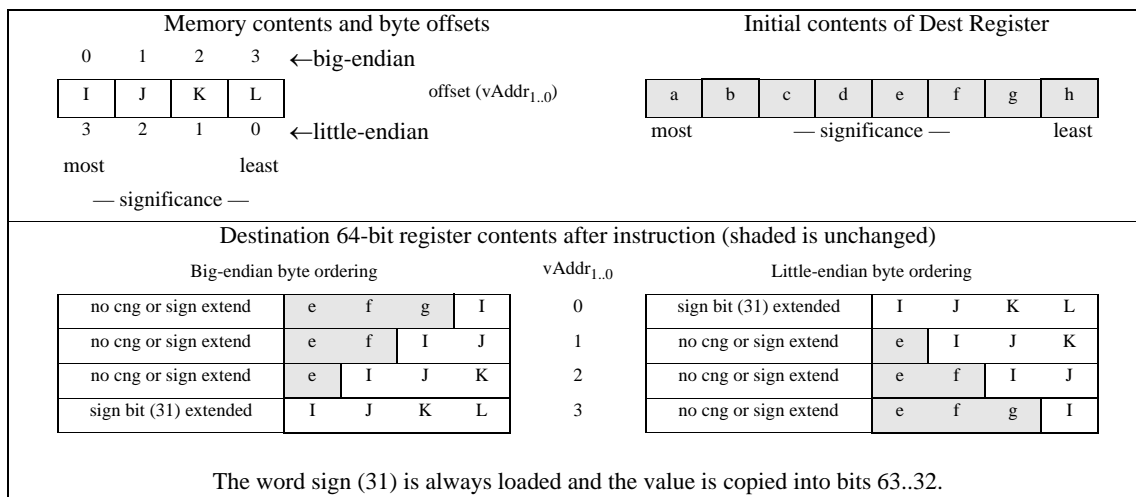 Memory contents and byte offsets
Initial contents of Dest Register
0 1 2 3 ←big-endian
I J K L
offset (vAddr1..0)
a b c d e f g h
3 2 1 0 ←little-endian
most — significance — least
most least
— significance —
Destination 64-bit register contents after instruction (shaded is unchanged)
Big-endian byte ordering vAddr1..0 Little-endian byte ordering
no cng or sign extend e f g I 0 sign bit (31) extended I J K L
no cng or sign extend e f I J 1 no cng or sign extend e I J K
no cng or sign extend e I J K 2 no cng or sign extend e f I J
sign bit (31) extended I J K L 3 no cng or sign extend e f g I
The word sign (31) is always loaded and the value is copied into bits 63..32.